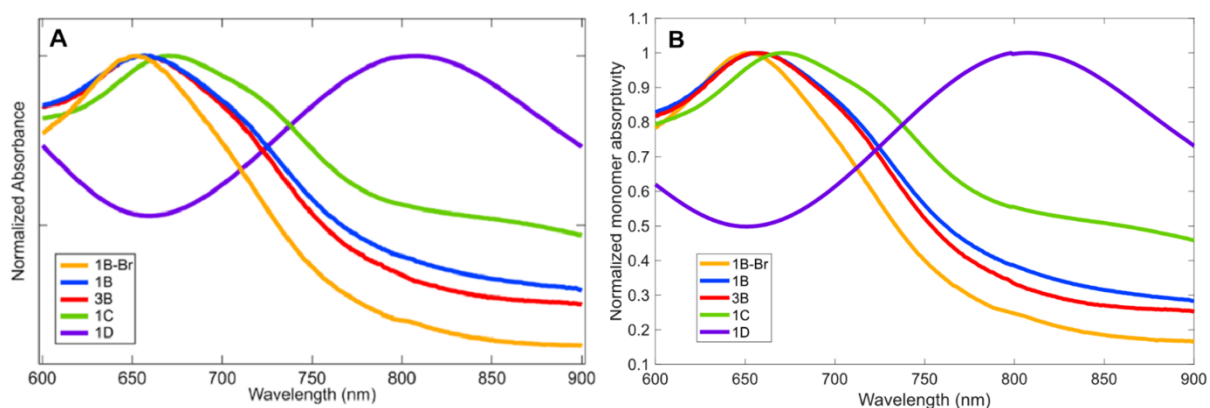 A
Normalized Absorbance
1B-Br
1B
3B
1C
1D
600 650 700 750 800 850 900
Wavelength (nm)
B
Normalized monomer absorptivity
1.1
1
0.9
0.8
0.7
0.6
0.5
0.4
0.3
0.2
0.1
1B-Br
1B
3B
1C
1D
600 650 700 750 800 850 900
Wavelength (nm)